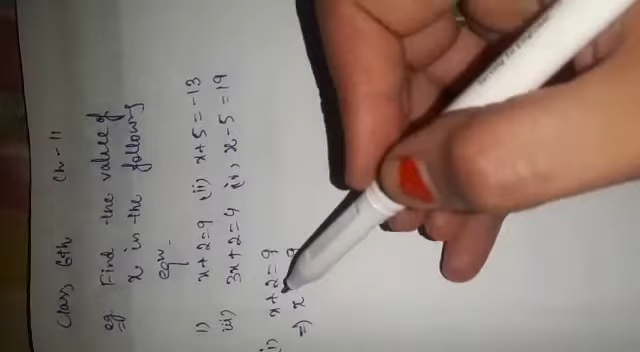 Class 6th Ch-11
eg Find the value of
x in the following
eqn-
i) x+2=9 (ii) x+5=-13
iii) 3x+2=4 (iv) x-5=19
(i) x+2=9
=) x 9